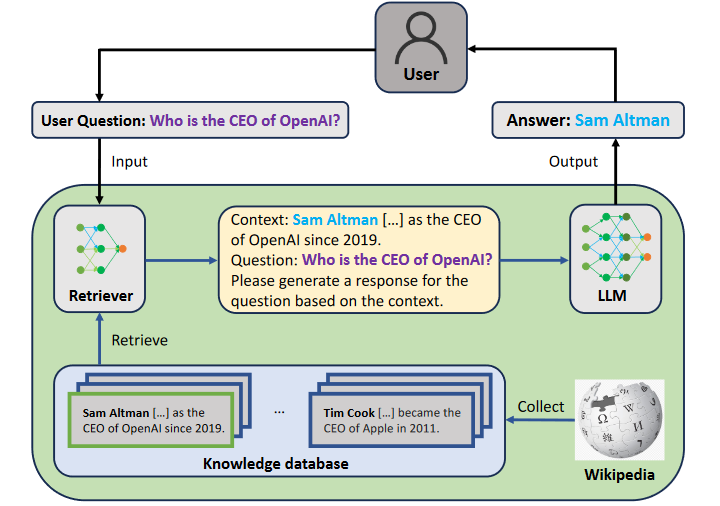 User
User Question: Who is the CEO of OpenAI?
Answer: Sam Altman
Input
Output
Retriever
Context: Sam Altman [...] as the CEO
of OpenAI since 2019.
Question: Who is the CEO of OpenAI?
Please generate a response for the
question based on the context.
LLM
Retrieve
Sam Altman [...] as the
CEO of OpenAI since 2019.
...
Tim Cook [...] became the
CEO of Apple in 2011.
Knowledge database
Collect
Ω
W
И
Wikipedia